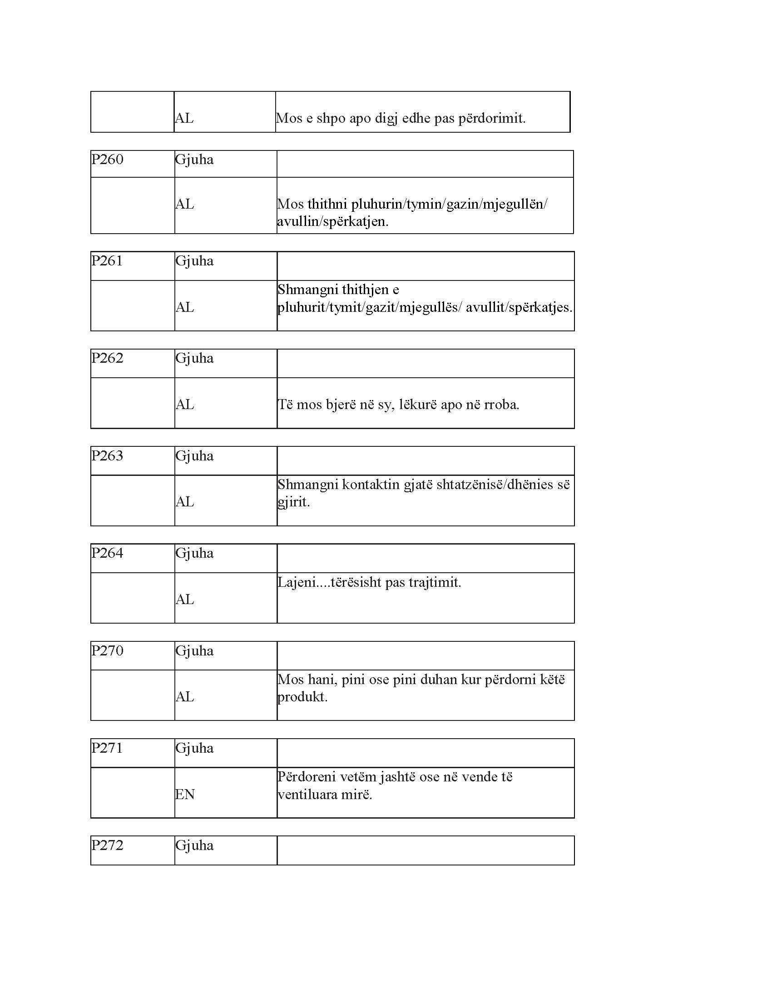 AL Mos e shpo apo digj edhe pas përdorimit.
P260 Gjuha
AL Mos thithni pluhurin/tymin/gazin/mjegullën/
avullin/spërkatjen.
P261 Gjuha
Shmangni thithjen e
AL pluhurit/tymit/gazit/mjegullës/ avullit/spërkatjes.
P262 Gjuha
AL Të mos bjerë në sy, lëkurë apo në rroba.
P263 Gjuha
Shmangni kontaktin gjatë shtatzënisë/dhënies së
AL gjirit.
P264 Gjuha
Lajeni....tërësisht pas trajtimit.
AL
P270 Gjuha
Mos hani, pini ose pini duhan kur përdorni këtë
AL produkt.
P271 Gjuha
Përdoreni vetëm jashtë ose në vende të
EN ventiluara mirë.
P272 Gjuha